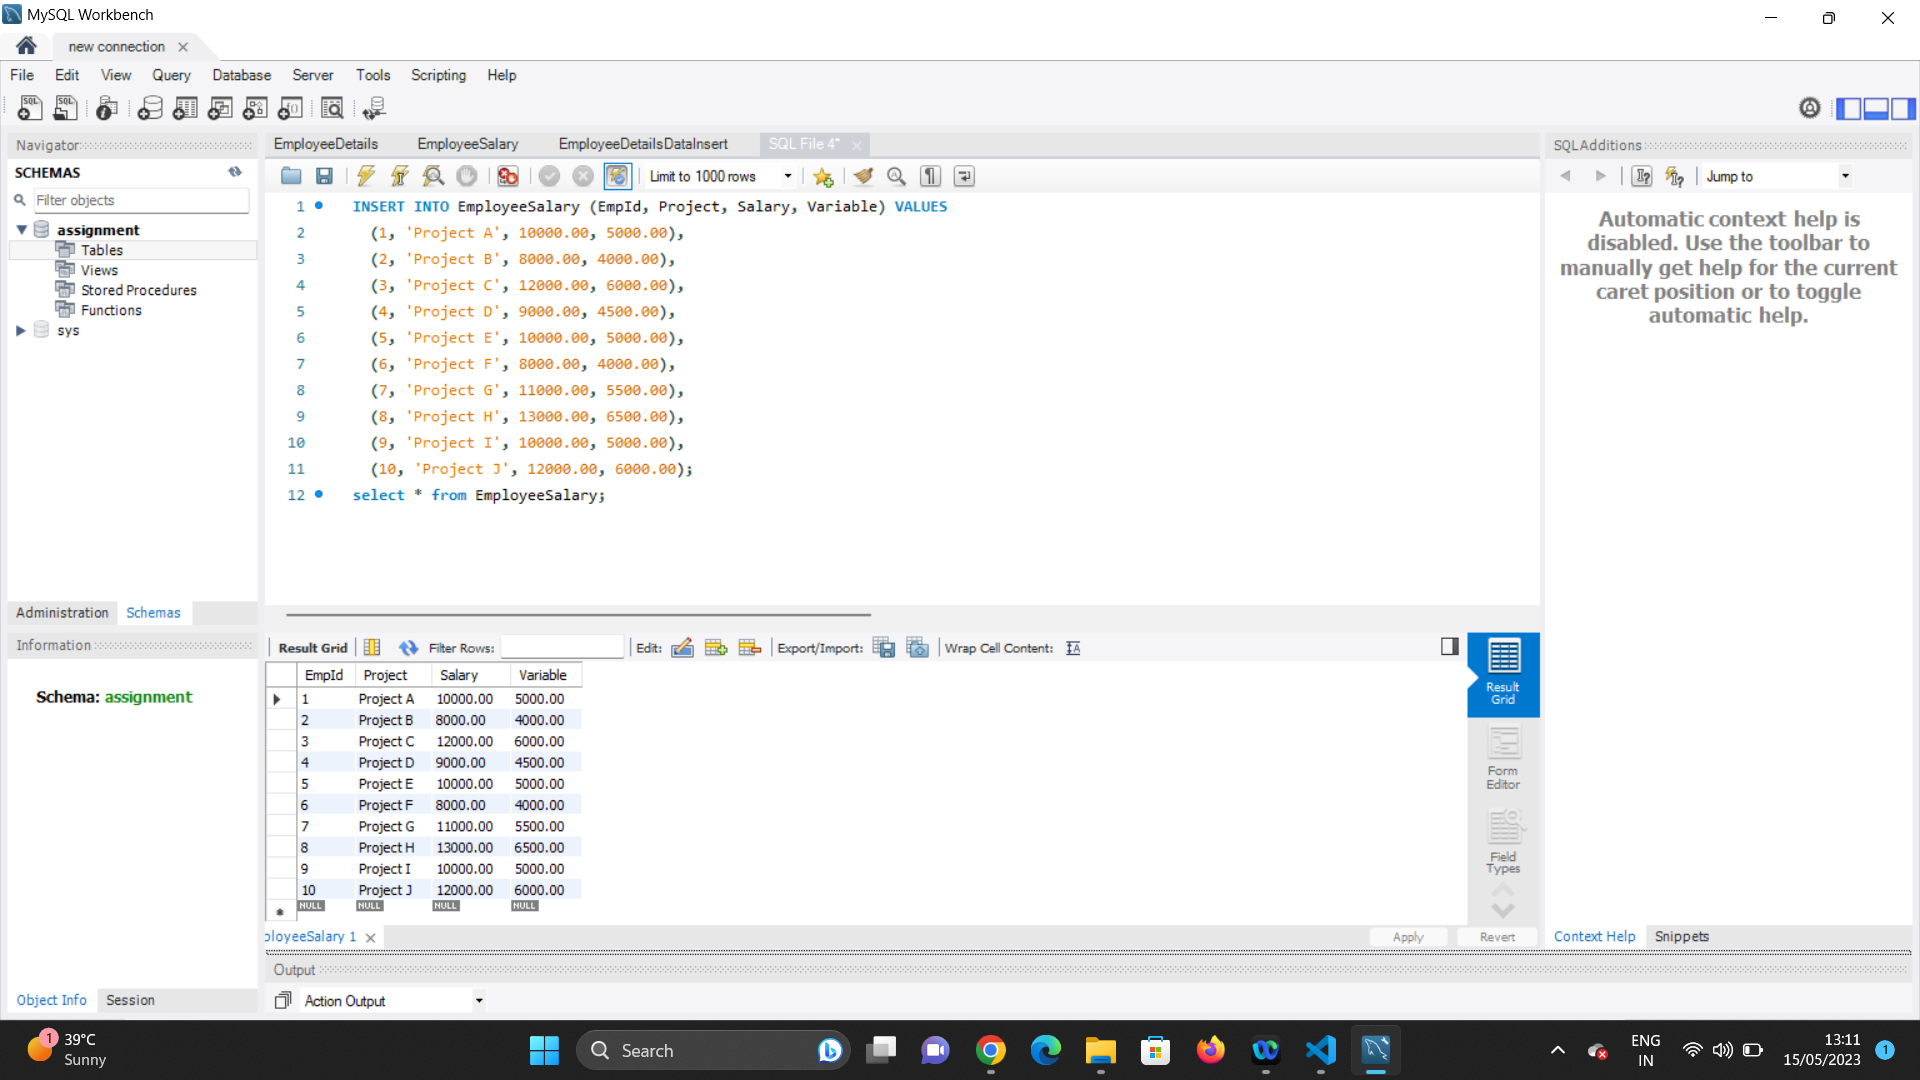 MySQL Workbench
new connection
File Edit View Query Database Server Tools Scripting Help
Navigator
SCHEMAS
Filter objects
assignment
Tables
Views
Stored Procedures
Functions
sys
Administration Schemas
Information
Schema: assignment
Object Info Session
EmployeeDetails EmployeeSalary EmployeeDetailsDataInsert SQL File 4*
Limit to 1000 rows
1 INSERT INTO EmployeeSalary (EmpId, Project, Salary, Variable) VALUES
2 (1, 'Project A', 10000.00, 5000.00),
3 (2, 'Project B', 8000.00, 4000.00),
4 (3, 'Project C', 12000.00, 6000.00),
5 (4, 'Project D', 9000.00, 4500.00),
6 (5, 'Project E', 10000.00, 5000.00),
7 (6, 'Project F', 8000.00, 4000.00),
8 (7, 'Project G', 11000.00, 5500.00),
9 (8, 'Project H', 13000.00, 6500.00),
10 (9, 'Project I', 10000.00, 5000.00),
11 (10, 'Project J', 12000.00, 6000.00);
12 select * from EmployeeSalary;
Result Grid Filter Rows: Edit: Export/Import: Wrap Cell Content:
EmpId Project Salary Variable
1 Project A 10000.00 5000.00
2 Project B 8000.00 4000.00
3 Project C 12000.00 6000.00
4 Project D 9000.00 4500.00
5 Project E 10000.00 5000.00
6 Project F 8000.00 4000.00
7 Project G 11000.00 5500.00
8 Project H 13000.00 6500.00
9 Project I 10000.00 5000.00
10 Project J 12000.00 6000.00
NULL NULL NULL NULL
Result
Grid
Form
Editor
Field
Types
ployeeSalary 1
Apply Revert
Output
Action Output
SQLAdditions
Jump to
Automatic context help is
disabled. Use the toolbar to
manually get help for the current
caret position or to toggle
automatic help.
Context Help Snippets
1
39°C
Sunny
Search
ENG
IN
13:11
15/05/2023
1